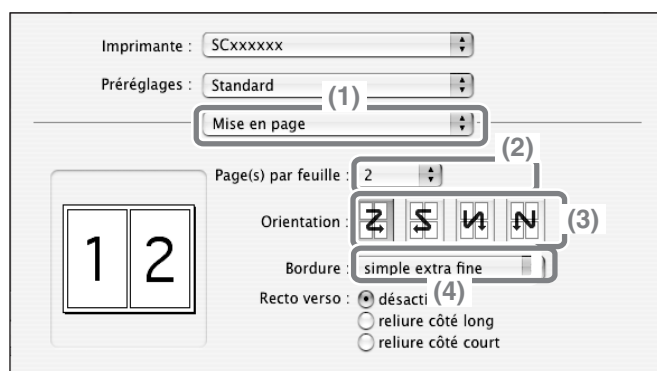 Imprimante : SCxxxxxx
Préréglages : Standard
(1)
Mise en page
(2)
Page(s) par feuille : 2
Orientation :
(3)
1 2
Bordure : simple extra fine
Recto verso : désacti
(4)
reliure côté long
reliure côté court